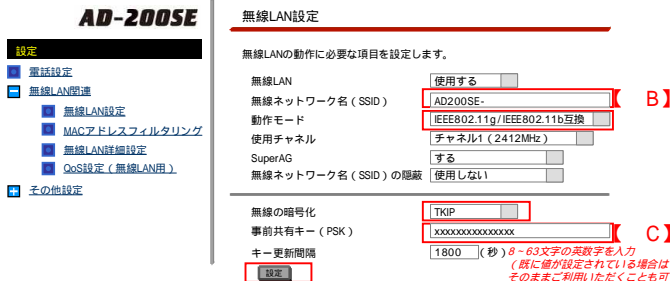 AD-200SE
設定
電話設定
無線LAN関連
無線LAN設定
MACアドレスフィルタリング
無線LAN詳細設定
QoS設定(無線LAN用)
その他設定
無線LAN設定
無線LANの動作に必要な項目を設定します。
無線LAN 使用する
無線ネットワーク名(SSID) AD200SE- 【 B】
動作モード IEEE802.11g/IEEE802.11b互換
使用チャネル チャネル1(2412MHz)
SuperAG する
無線ネットワーク名(SSID)の隠蔽 使用しない
無線の暗号化 TKIP
事前共有キー(PSK) xxxxxxxxxxxxxxx 【 C】
キー更新間隔 1800 (秒) 8~63文字の英数字を入力
(既に値が設定されている場合は
設定 そのままご利用いただくことも可